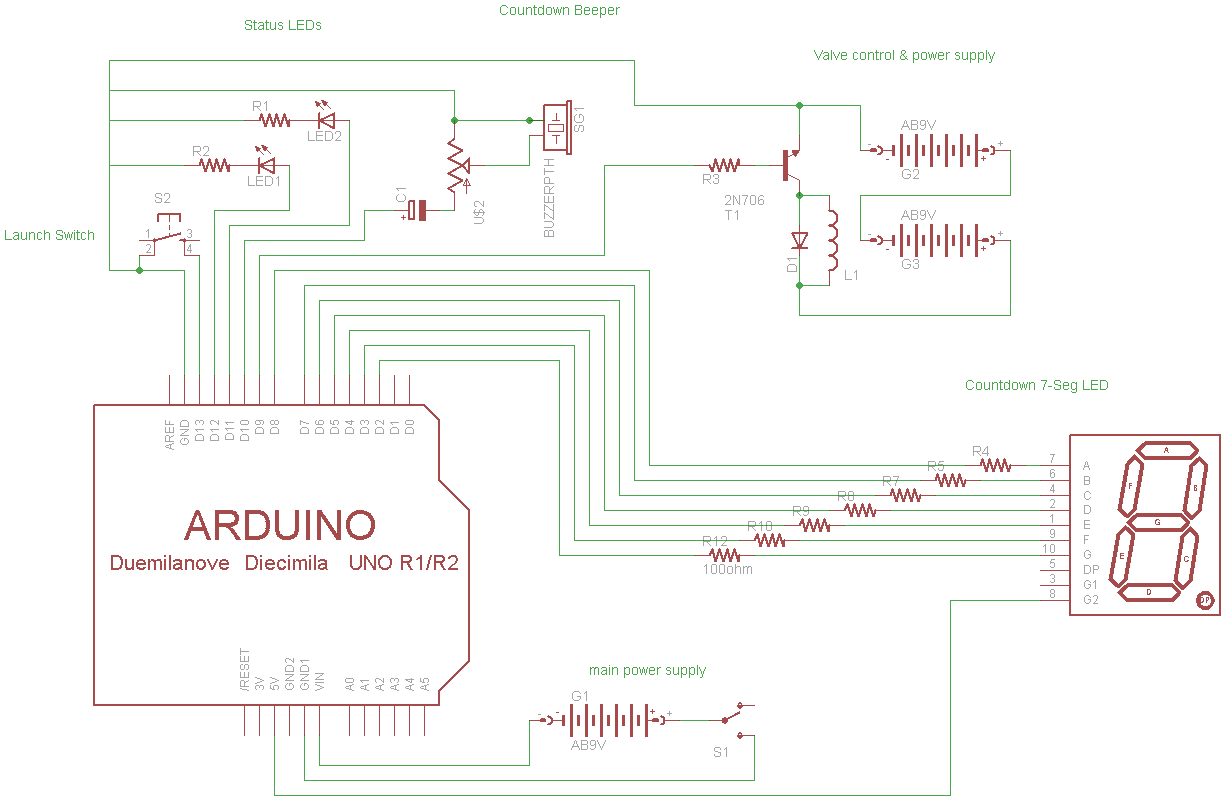 Countdown Beeper
Status LEDs
Valve control & power supply
R1
LED2
SG1
BUZZERPTH
AB9V
- +
- +
G2
R2
LED1
C1
+
U$2
R3
2N706
T1
S2
1 3
2 4
Launch Switch
AB9V
- +
- +
G3
D1
L1
Countdown 7-Seg LED
AREF
GND
D13
D12
D11
D10
D9
D8
D7
D6
D5
D4
D3
D2
D1
D0
R4
R5
R7
R8
R9
R10
R12
100ohm
7 A
6 B
4 C
2 D
1 E
9 F
10 G
5 DP
3 G1
8 G2
A
F
B
G
E
C
D
DP
ARDUINO
Duemilanove Diecimila UNO R1/R2
/RESET
3V
5V
GND2
GND1
VIN
A0
A1
A2
A3
A4
A5
main power supply
G1
- +
- +
AB9V
S1